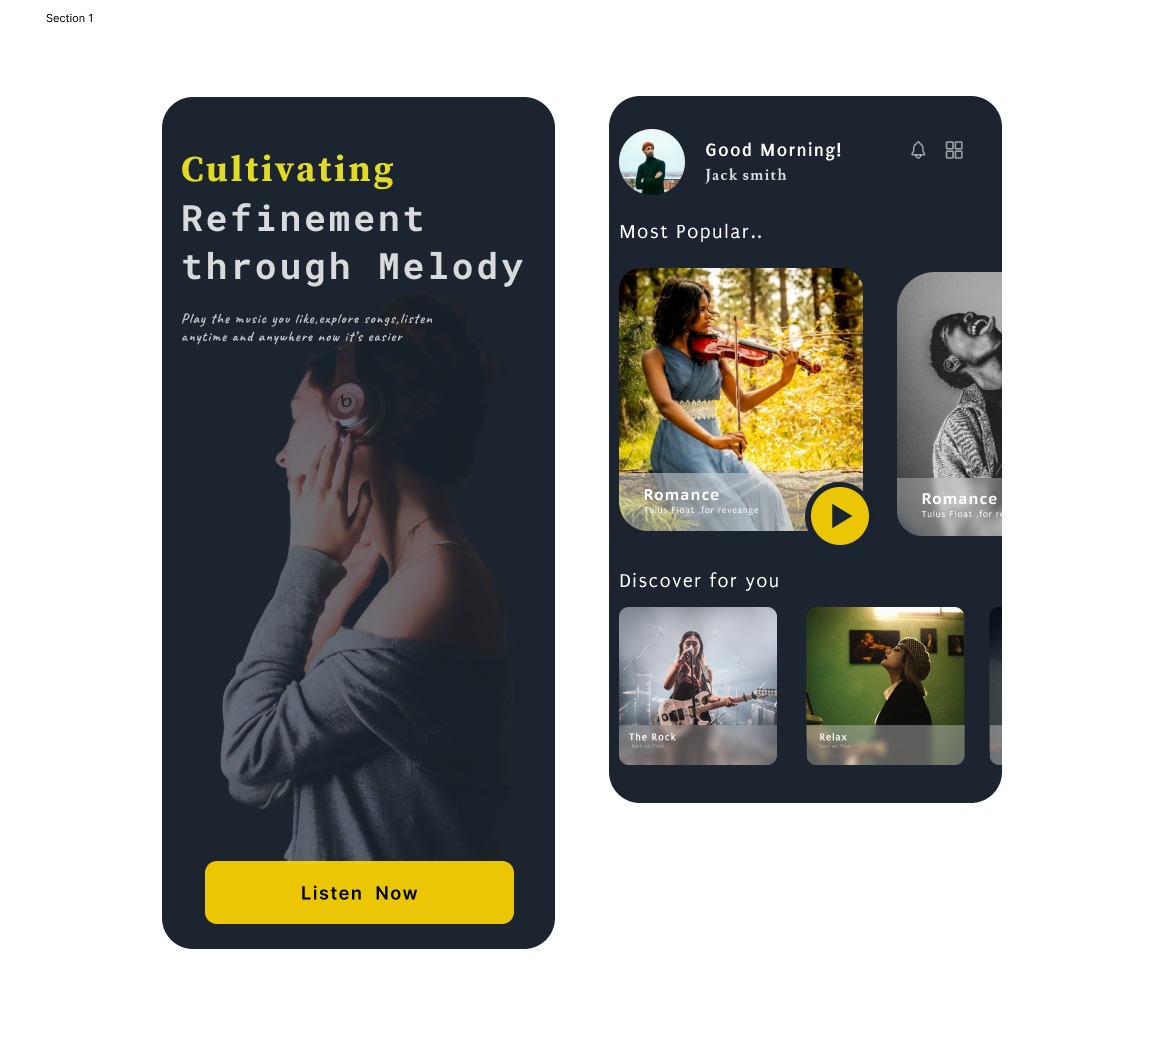 Section 1
Cultivating
Refinement
through Melody
Play the music you like,explore songs,listen
anytime and anywhere now it's easier
Listen Now
Good Morning!
Jack smith
Most Popular..
Romance
Tulus Float .for reveange
Romance
Tulus Float .for re
Discover for you
The Rock
Relax